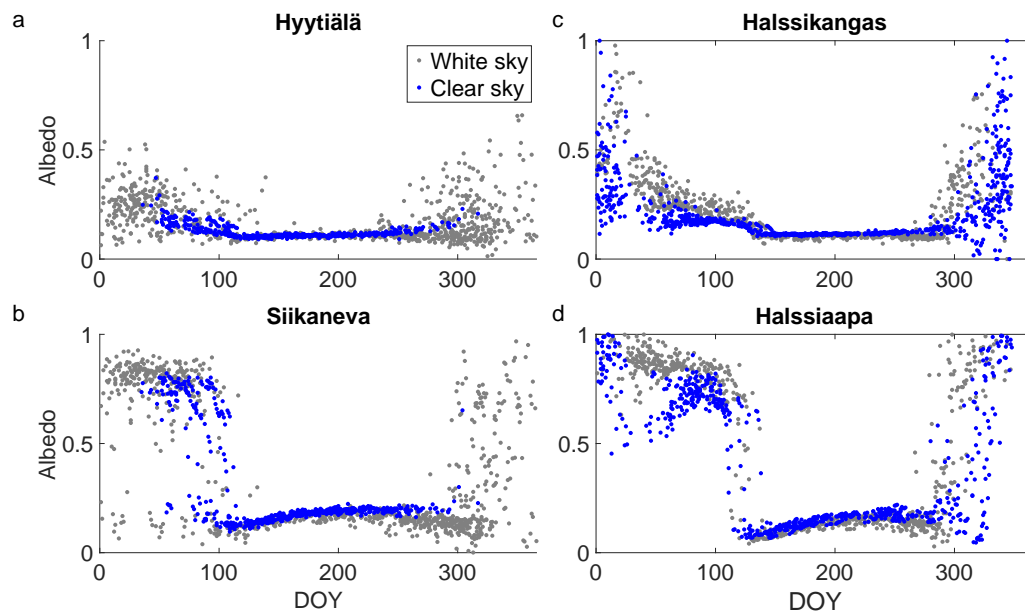 a
Hyytiälä
1
0.5
0
Albedo
0 100 200 300
White sky
Clear sky
c
Halssikangas
1
0.5
0
0 100 200 300
b
Siikaneva
1
0.5
0
Albedo
0 100 200 300
DOY
d
Halssiaapa
1
0.5
0
0 100 200 300
DOY